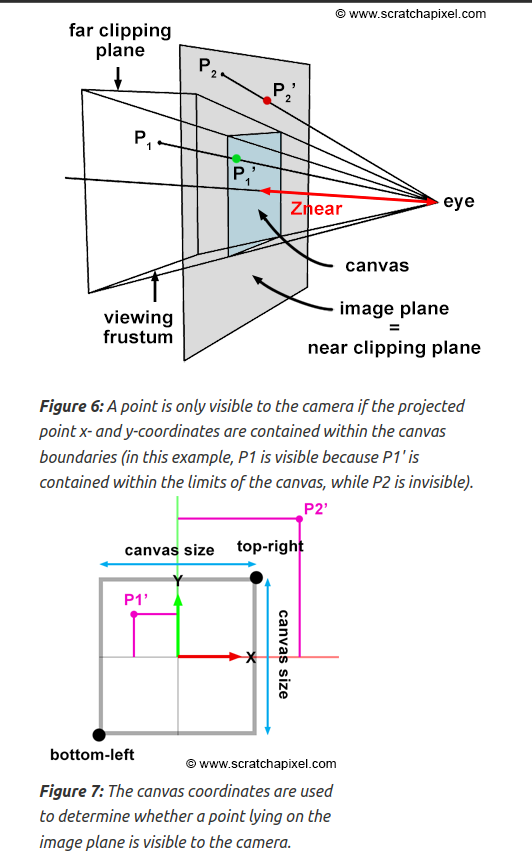 © www.scratchapixel.com
far clipping
plane
P2
P2'
P1
P1'
eye
Znear
canvas
viewing
frustum
image plane
=
near clipping plane
Figure 6: A point is only visible to the camera if the projected
point x- and y-coordinates are contained within the canvas
boundaries (in this example, P1 is visible because P1' is
contained within the limits of the canvas, while P2 is invisible).
P2'
canvas size
top-right
Y
P1'
canvas size
X
bottom-left
© www.scratchapixel.com
Figure 7: The canvas coordinates are used
to determine whether a point lying on the
image plane is visible to the camera.